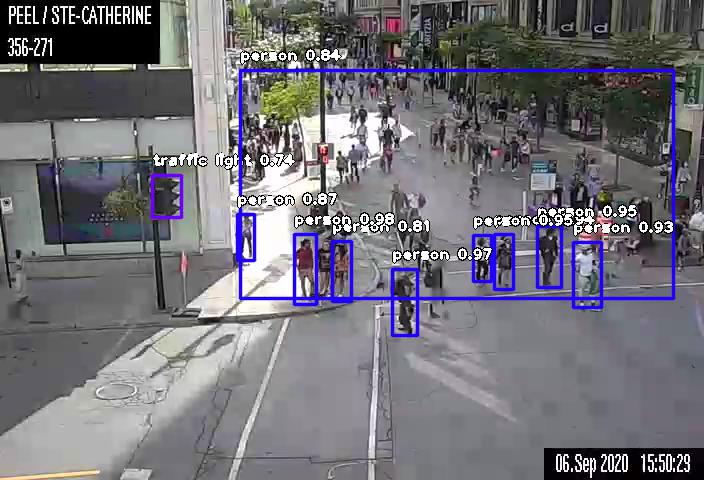 PEEL / STE-CATHERINE
356-271
person 0.84
traffic light 0.74
person 0.87
person 0.98
person 0.81
person 0.95
person 0.93
person 0.97
ARITZIA
06.Sep 2020 15:50:29